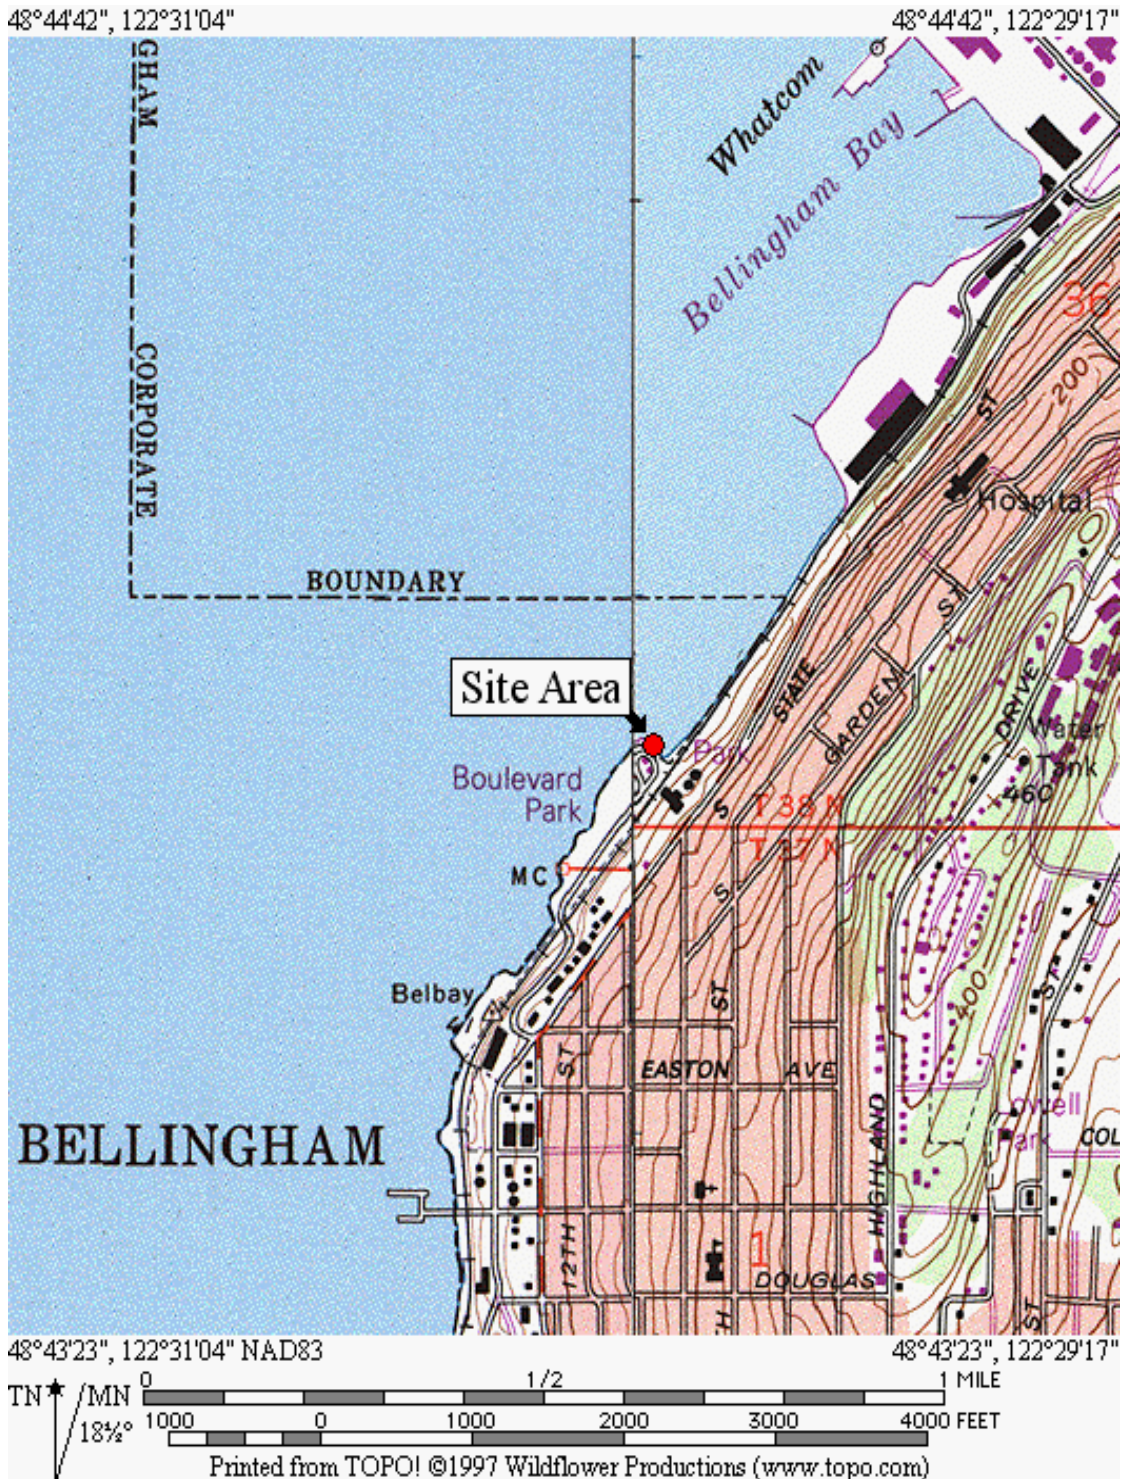 48°44'42", 122°31'04"
48°44'42", 122°29'17"
GHAM
CORPORATE
BOUNDARY
Whatcom
Bellingham Bay
36
200
ST
Hospital
ST
STATE
GARDEN
DRIVE
Water
Tank
460
Site Area
Park
Boulevard
Park
S
T 38 N
T 37 N
MC
S
Belbay
ST
400
ST
ST
EASTON AVE
HIGHLAND
Lowell
Park
COL
BELLINGHAM
12TH
1
DOUGLAS
TH
ST
48°43'23", 122°31'04" NAD83
48°43'23", 122°29'17"
TN
MN
18½°
0 1/2 1 MILE
1000 0 1000 2000 3000 4000 FEET
Printed from TOPO! ©1997 Wildflower Productions (www.topo.com)